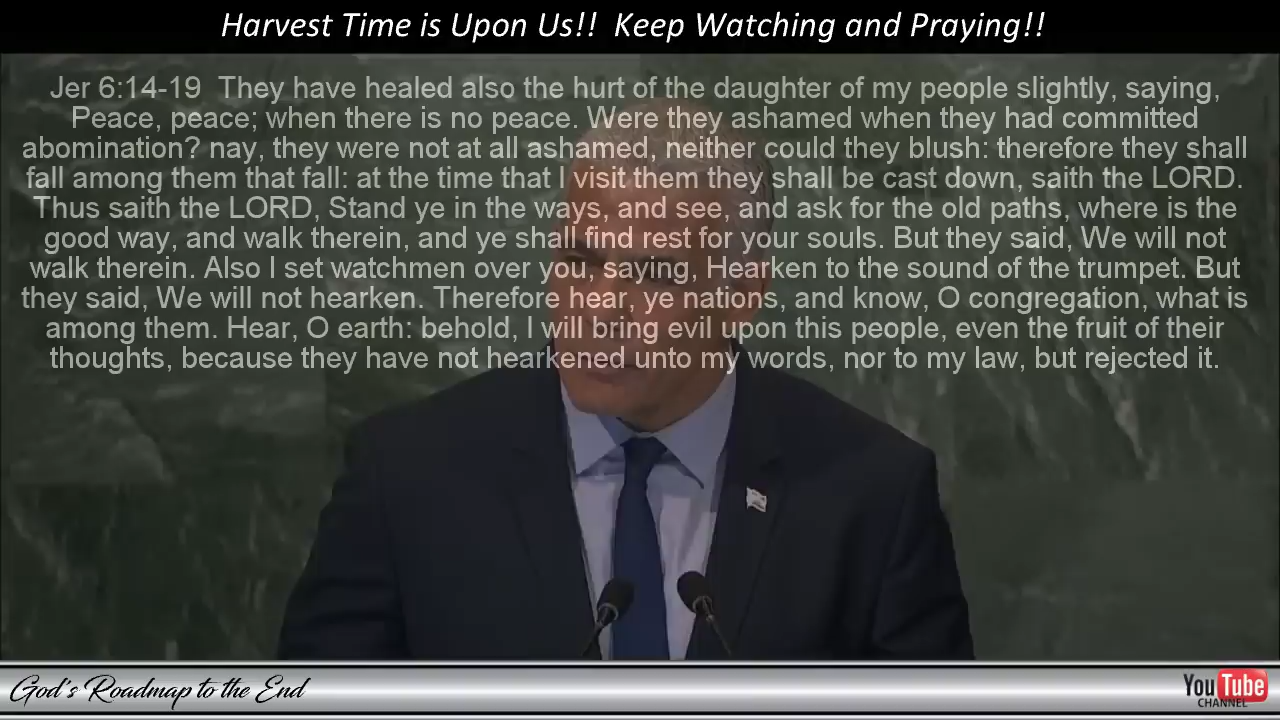 Harvest Time is Upon Us!! Keep Watching and Praying!!
Jer 6:14-19 They have healed also the hurt of the daughter of my people slightly, saying,
Peace, peace; when there is no peace. Were they ashamed when they had committed
abomination? nay, they were not at all ashamed, neither could they blush: therefore they shall
fall among them that fall: at the time that I visit them they shall be cast down, saith the LORD.
Thus saith the LORD, Stand ye in the ways, and see, and ask for the old paths, where is the
good way, and walk therein, and ye shall find rest for your souls. But they said, We will not
walk therein. Also I set watchmen over you, saying, Hearken to the sound of the trumpet. But
they said, We will not hearken. Therefore hear, ye nations, and know, O congregation, what is
among them. Hear, O earth: behold, I will bring evil upon this people, even the fruit of their
thoughts, because they have not hearkened unto my words, nor to my law, but rejected it.
God's Roadmap to the End
YouTube
CHANNEL